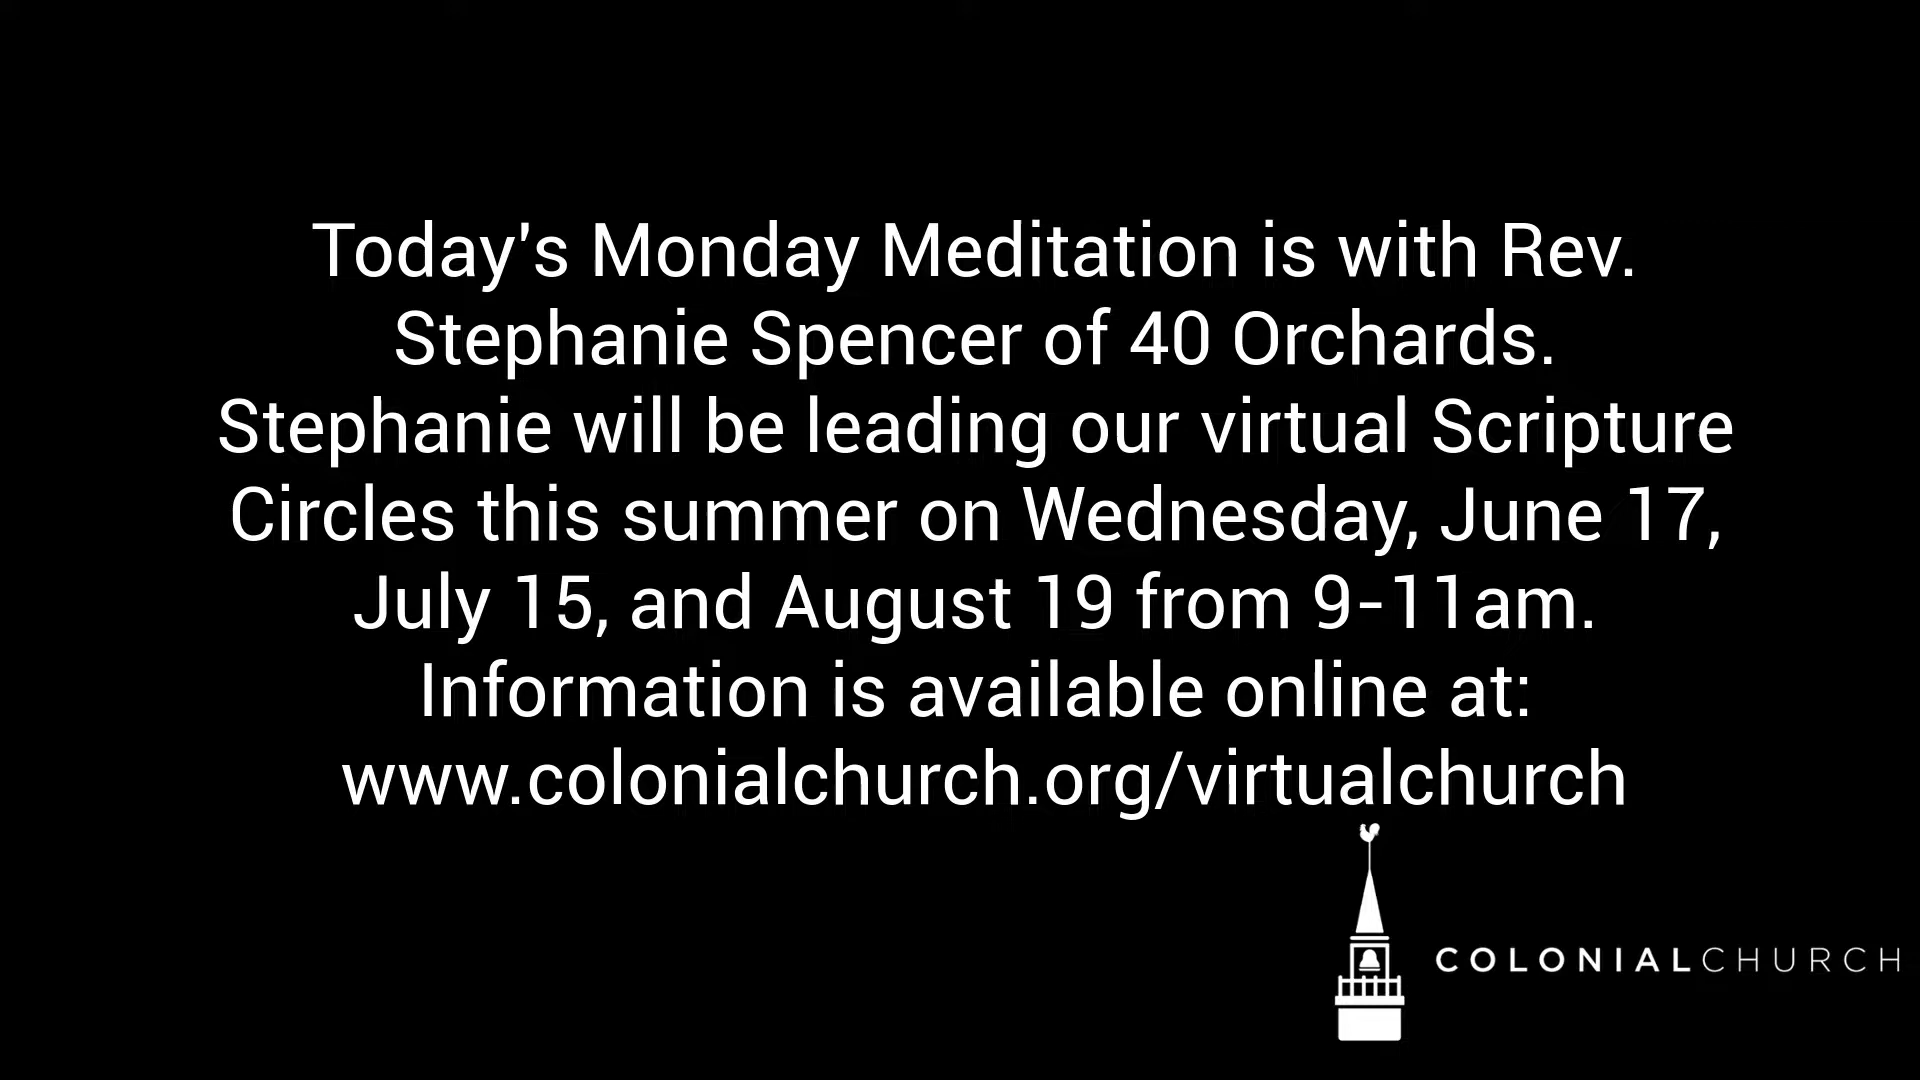 Today's Monday Meditation is with Rev.
Stephanie Spencer of 40 Orchards.
Stephanie will be leading our virtual Scripture
Circles this summer on Wednesday, June 17,
July 15, and August 19 from 9-11am.
Information is available online at:
www.colonialchurch.org/virtualchurch
COLONIALCHURCH